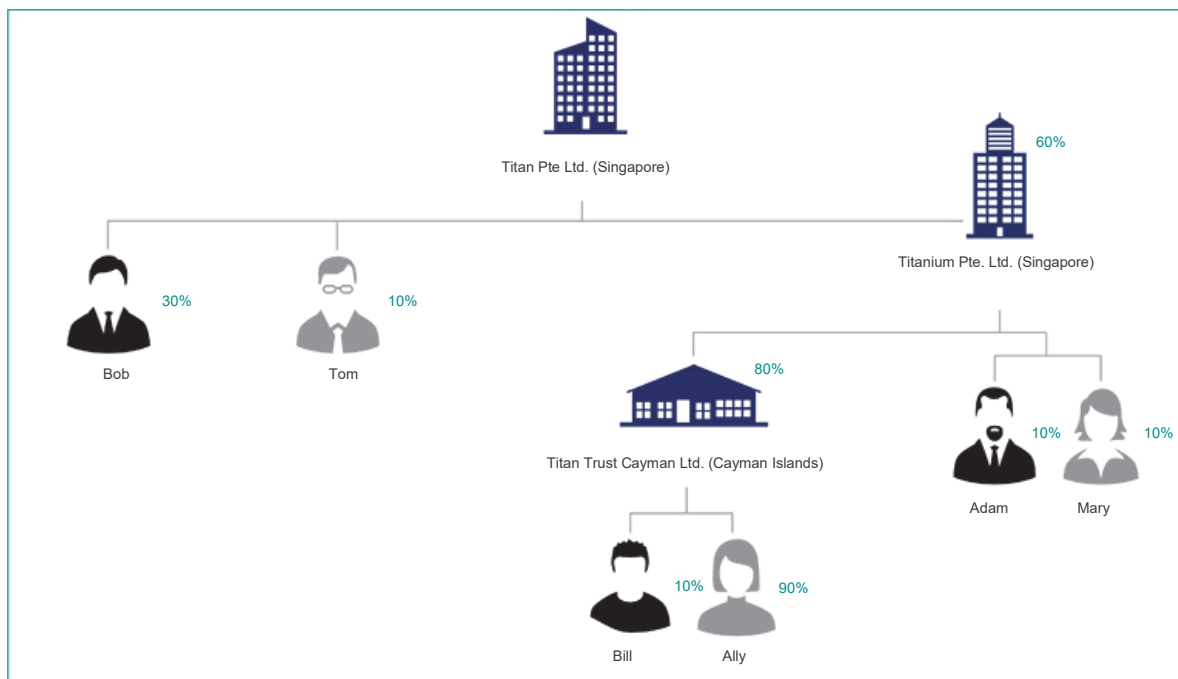 60%
Titan Pte Ltd. (Singapore)
Titanium Pte. Ltd. (Singapore)
30%
10%
Bob
Tom
80%
10%
10%
Titan Trust Cayman Ltd. (Cayman Islands)
Adam
Mary
10%
90%
Bill
Ally